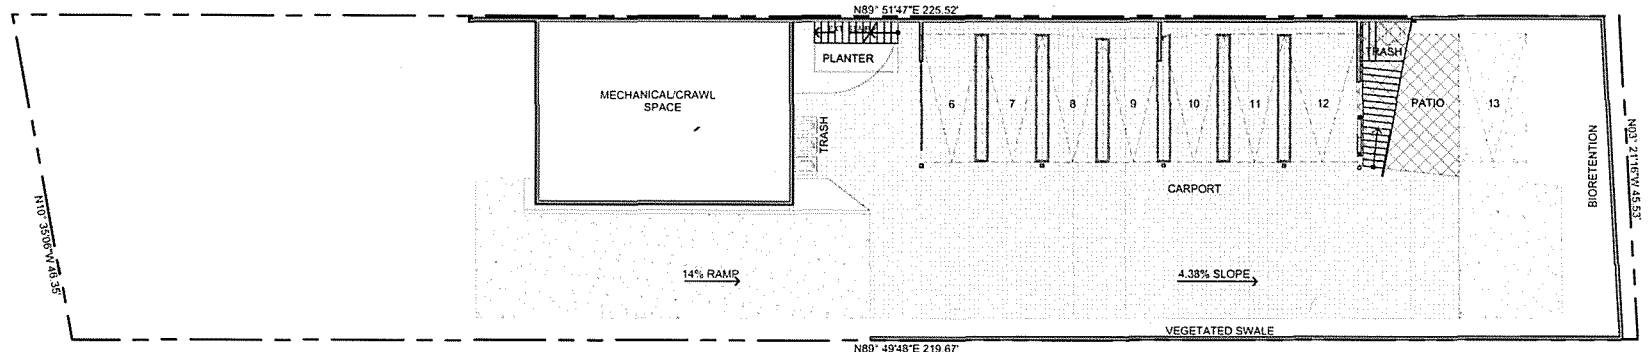 N89° 51'47"E 225.52'
PLANTER
TRASH
MECHANICAL/CRAWL
SPACE
TRASH
6
7
8
9
10
11
12
PATIO
13
BIORETENTION
N03° 21'16"W 45.53'
CARPORT
N10° 35'06"W 46.35'
14% RAMP
4.38% SLOPE
VEGETATED SWALE
N89° 49'48"E 219.67'